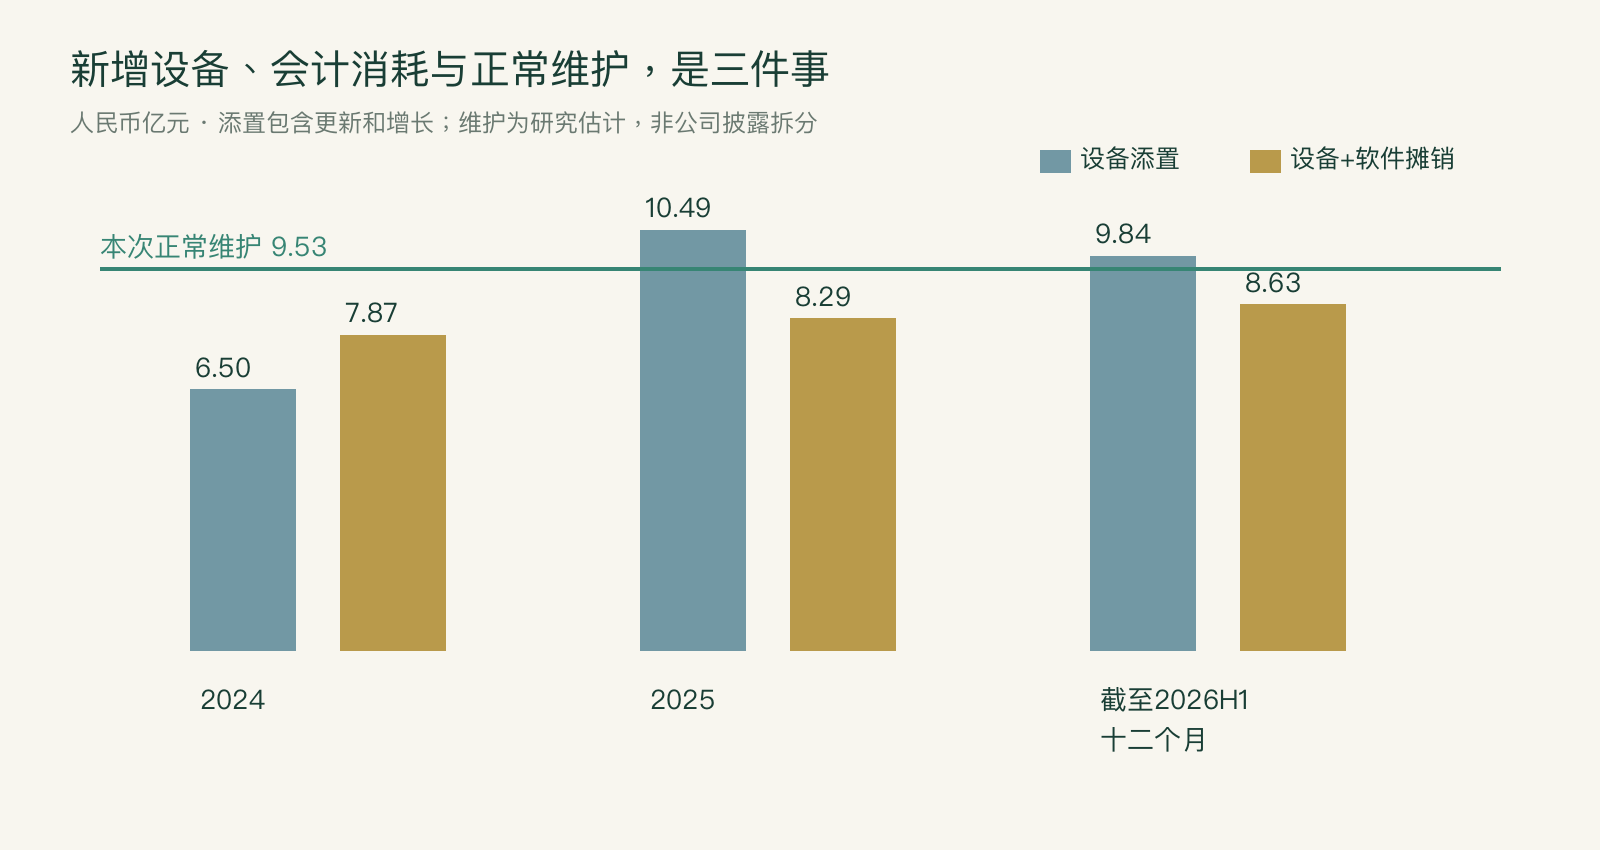 新增设备、会计消耗与正常维护，是三件事
人民币亿元 · 添置包含更新和增长；维护为研究估计，非公司披露拆分
设备添置
设备+软件摊销
本次正常维护 9.53
6.50
7.87
10.49
8.29
9.84
8.63
2024
2025
截至2026H1
十二个月